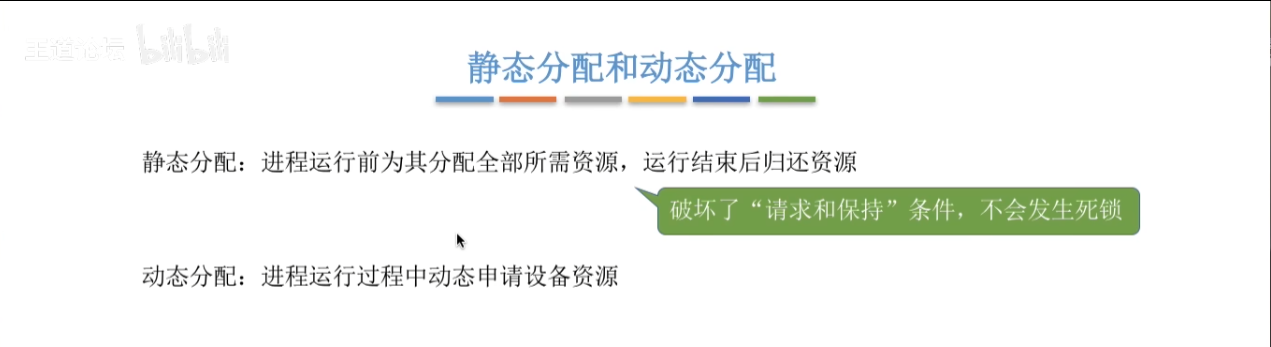 王道论坛 bilibili
静态分配和动态分配
静态分配：进程运行前为其分配全部所需资源，运行结束后归还资源
破坏了“请求和保持”条件，不会发生死锁
动态分配：进程运行过程中动态申请设备资源